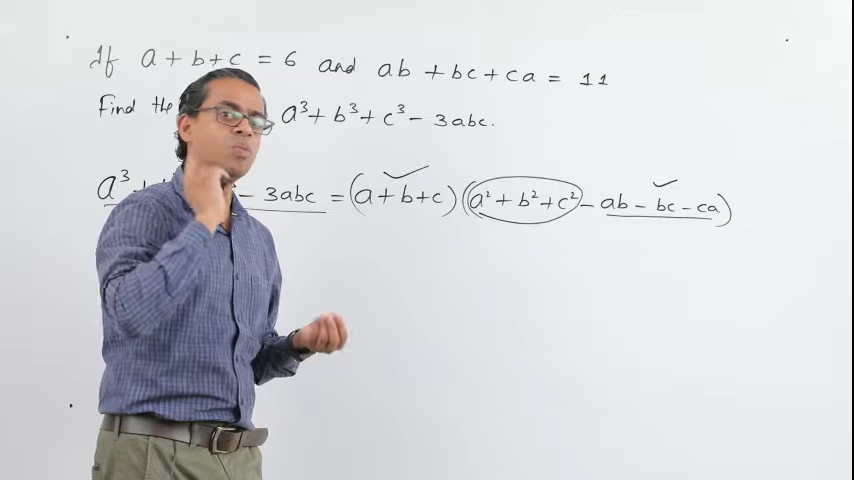 If a + b + c = 6 and ab + bc + ca = 11
Find the a³ + b³ + c³ - 3abc.
a³ + - 3abc = (a + b + c) (a² + b² + c² - ab - bc - ca)